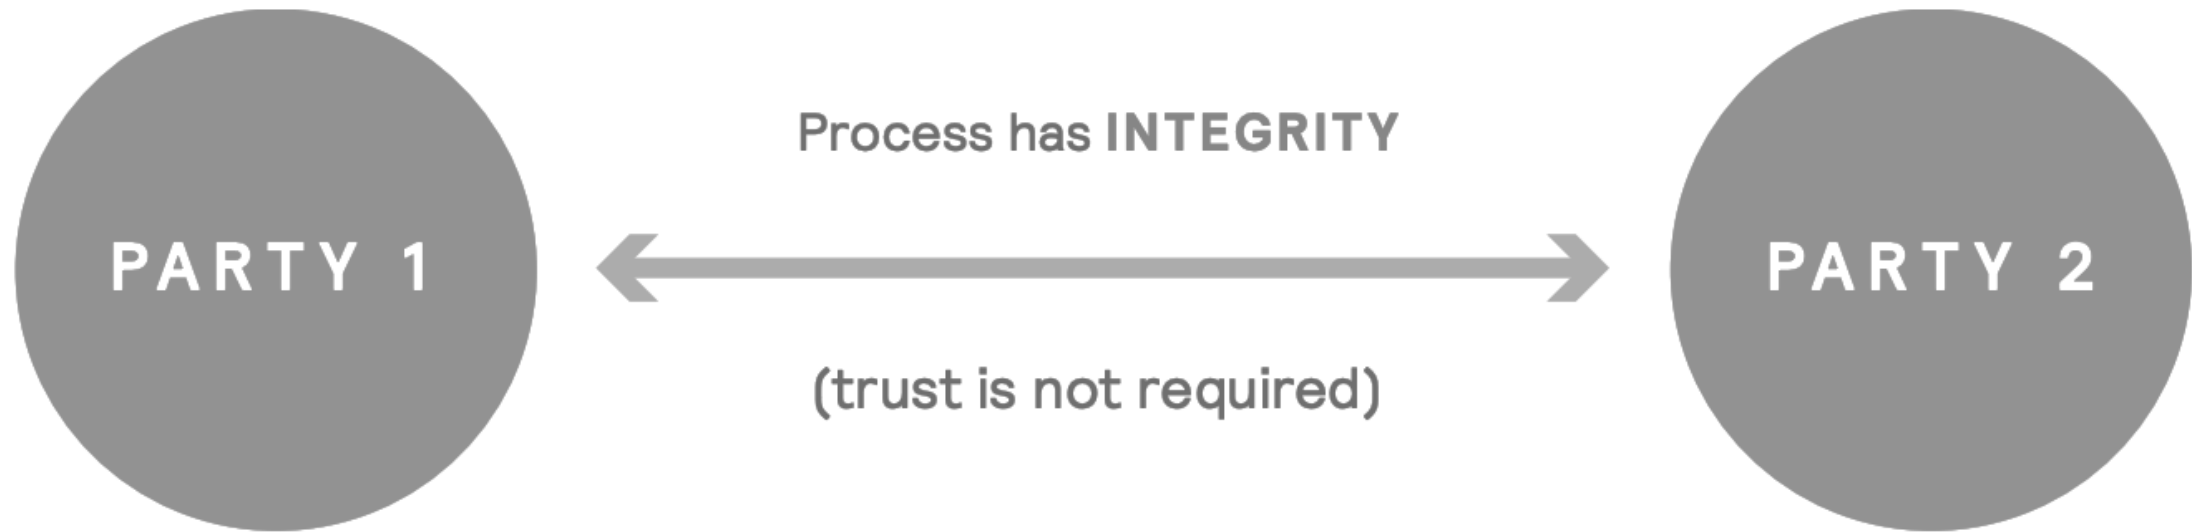 PARTY 1
Process has INTEGRITY
(trust is not required)
PARTY 2